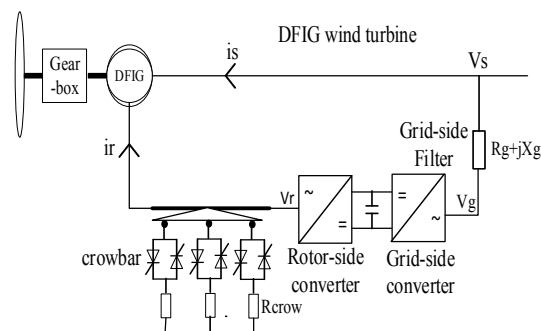 DFIG wind turbine
is
Vs
Gear
-box
DFIG
Grid-side
Filter
Rg+jXg
ir
Vr
Vg
~
=
=
~
crowbar
Rotor-side
converter
Grid-side
converter
Rcrow